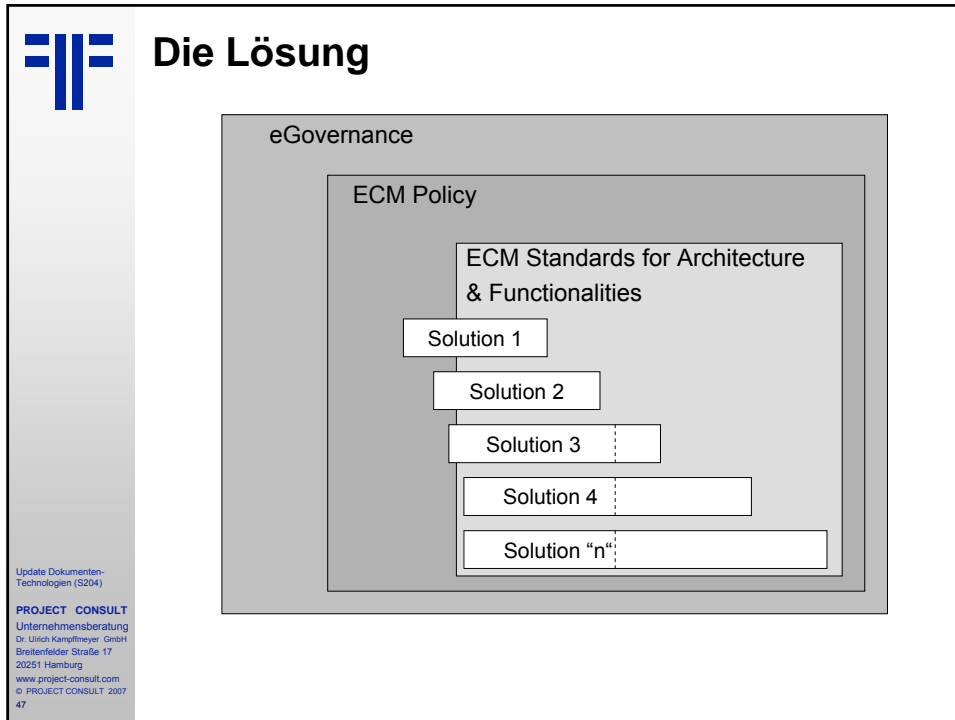 Die Lösung
eGovernance
ECM Policy
ECM Standards for Architecture
& Functionalities
Solution 1
Solution 2
Solution 3
Solution 4
Solution “n“
Update Dokumenten-
Technologien (S204)
PROJECT CONSULT
Unternehmensberatung
Dr. Ulrich Kampffmeyer GmbH
Breitenfelder Straße 17
20251 Hamburg
www.project-consult.com
© PROJECT CONSULT 2007
47